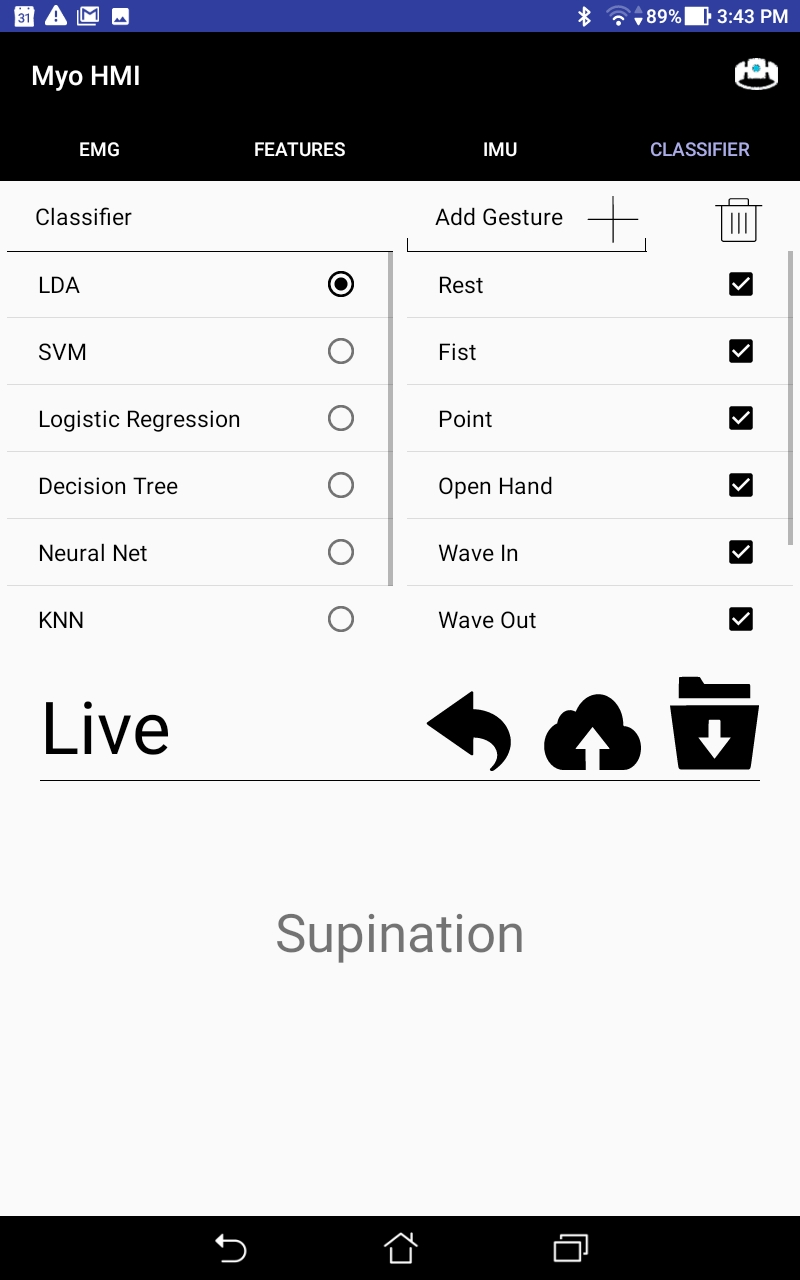 31 89% 3:43 PM
Myo HMI
EMG FEATURES IMU CLASSIFIER
Classifier
Add Gesture
LDA
Rest
SVM
Fist
Logistic Regression
Point
Decision Tree
Open Hand
Neural Net
Wave In
KNN
Wave Out
Live
Supination